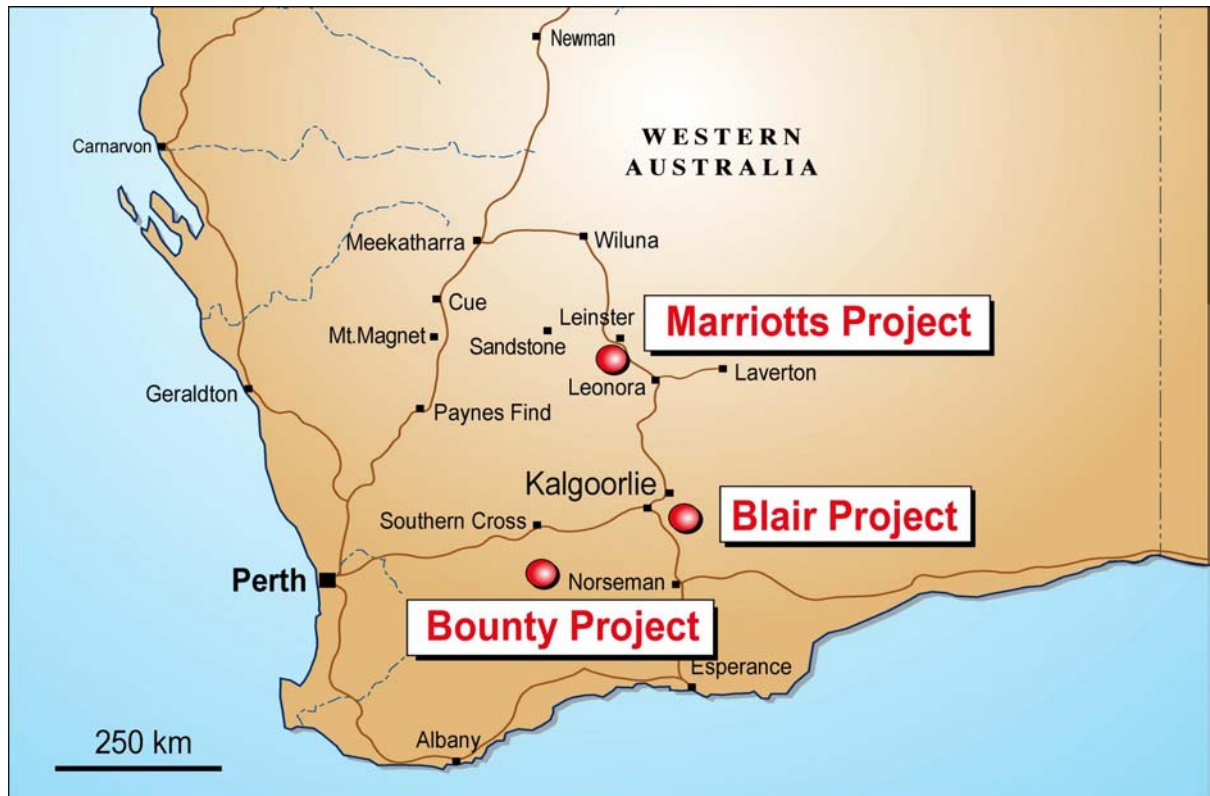 Newman
WESTERN
AUSTRALIA
Carnarvon
Meekatharra
Wiluna
Cue
Leinster
Marriotts Project
Mt.Magnet
Sandstone
Laverton
Leonora
Geraldton
Paynes Find
Kalgoorlie
Blair Project
Southern Cross
Perth
Norseman
Bounty Project
Esperance
250 km
Albany